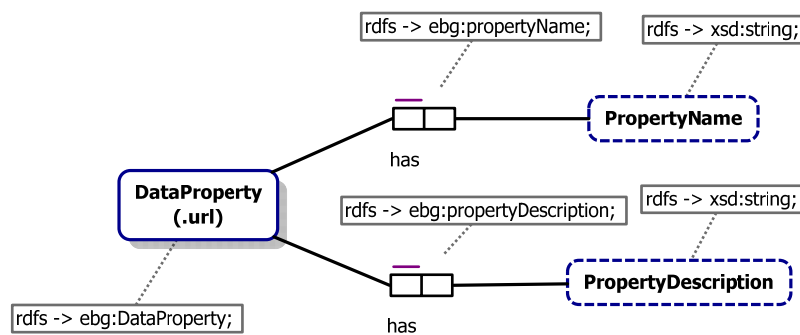 rdfs -> ebg:propertyName;
rdfs -> xsd:string;
PropertyName
has
DataProperty
(.url)
rdfs -> ebg:propertyDescription;
rdfs -> xsd:string;
PropertyDescription
rdfs -> ebg:DataProperty;
has